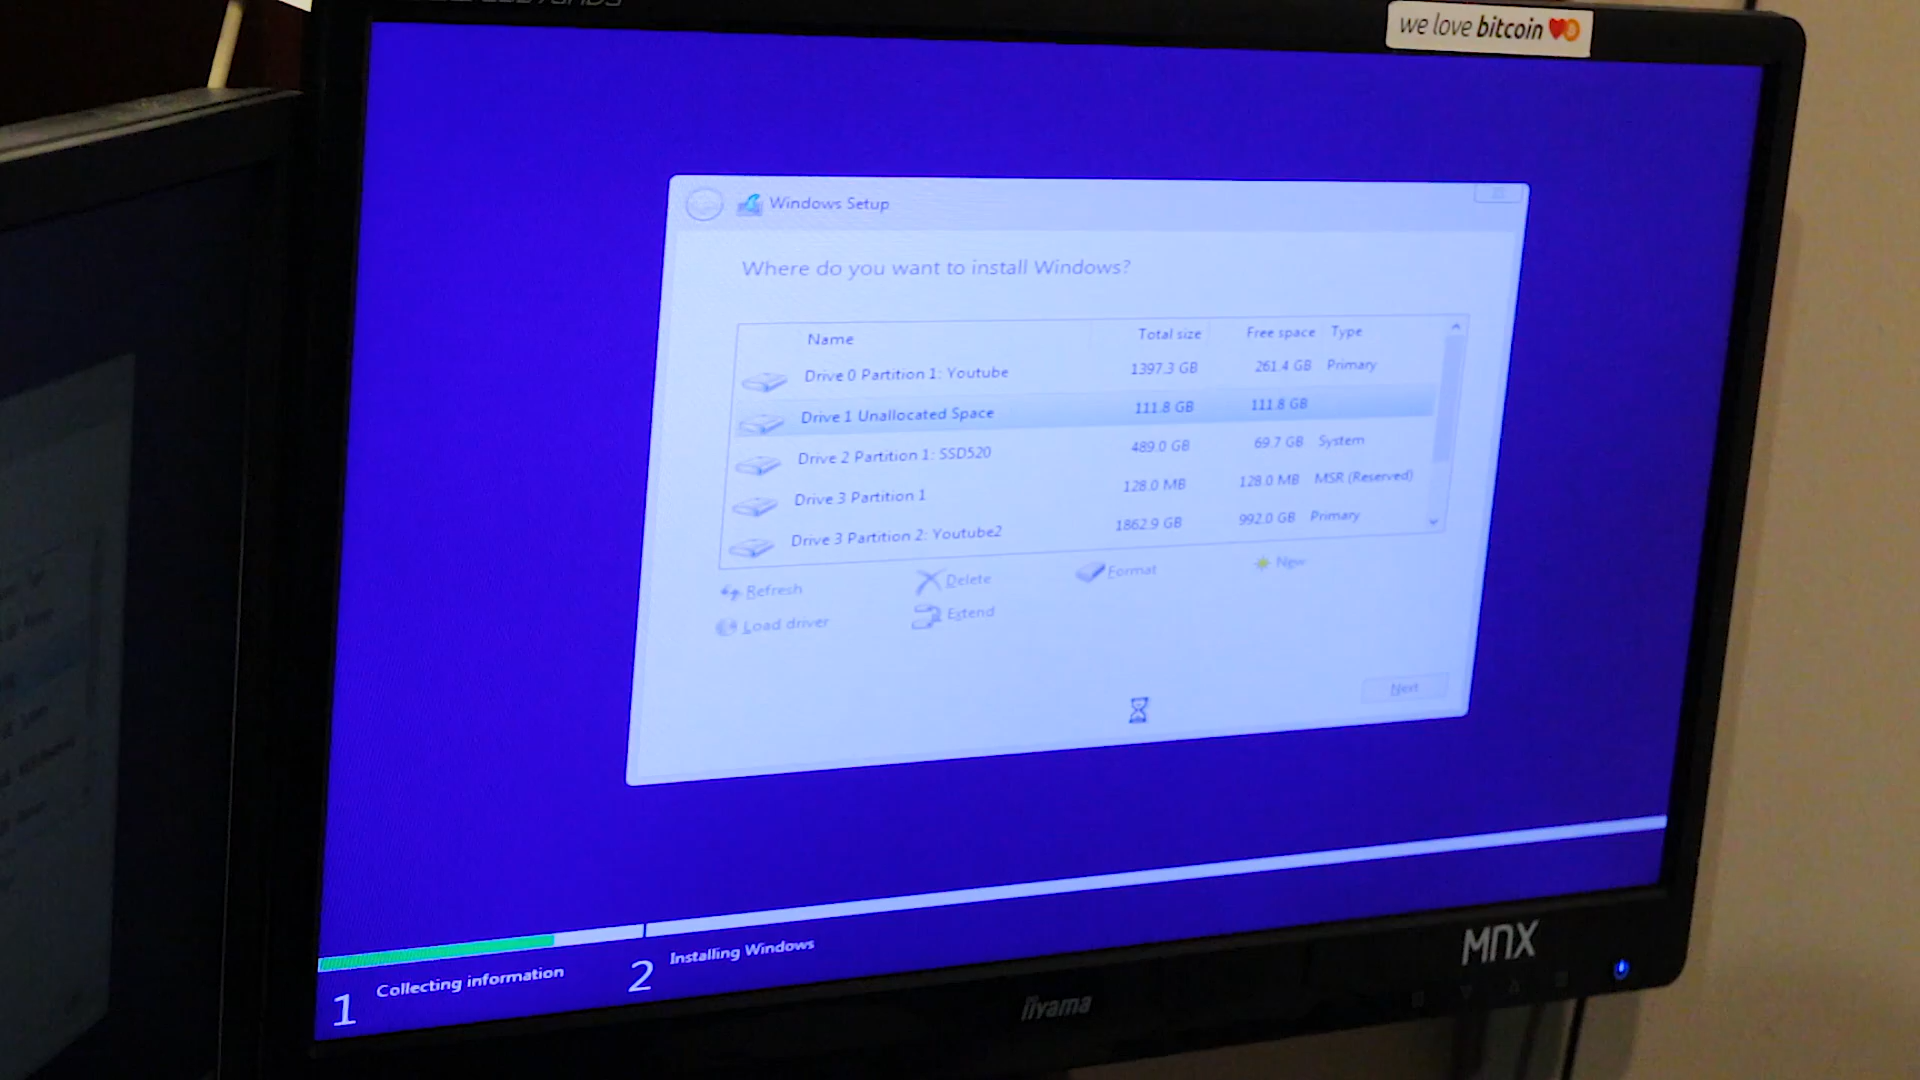 we love bitcoin
Windows Setup
Where do you want to install Windows?
Name Total size Free space Type
Drive 0 Partition 1: Youtube 1397.3 GB 261.4 GB Primary
Drive 1 Unallocated Space 111.8 GB 111.8 GB
Drive 2 Partition 1: SSD520 489.0 GB 69.7 GB System
Drive 3 Partition 1 128.0 MB 128.0 MB MSR (Reserved)
Drive 3 Partition 2: Youtube2 1862.9 GB 992.0 GB Primary
Refresh Delete Format New
Load driver Extend
Next
1 Collecting information 2 Installing Windows
MNX
iiyama